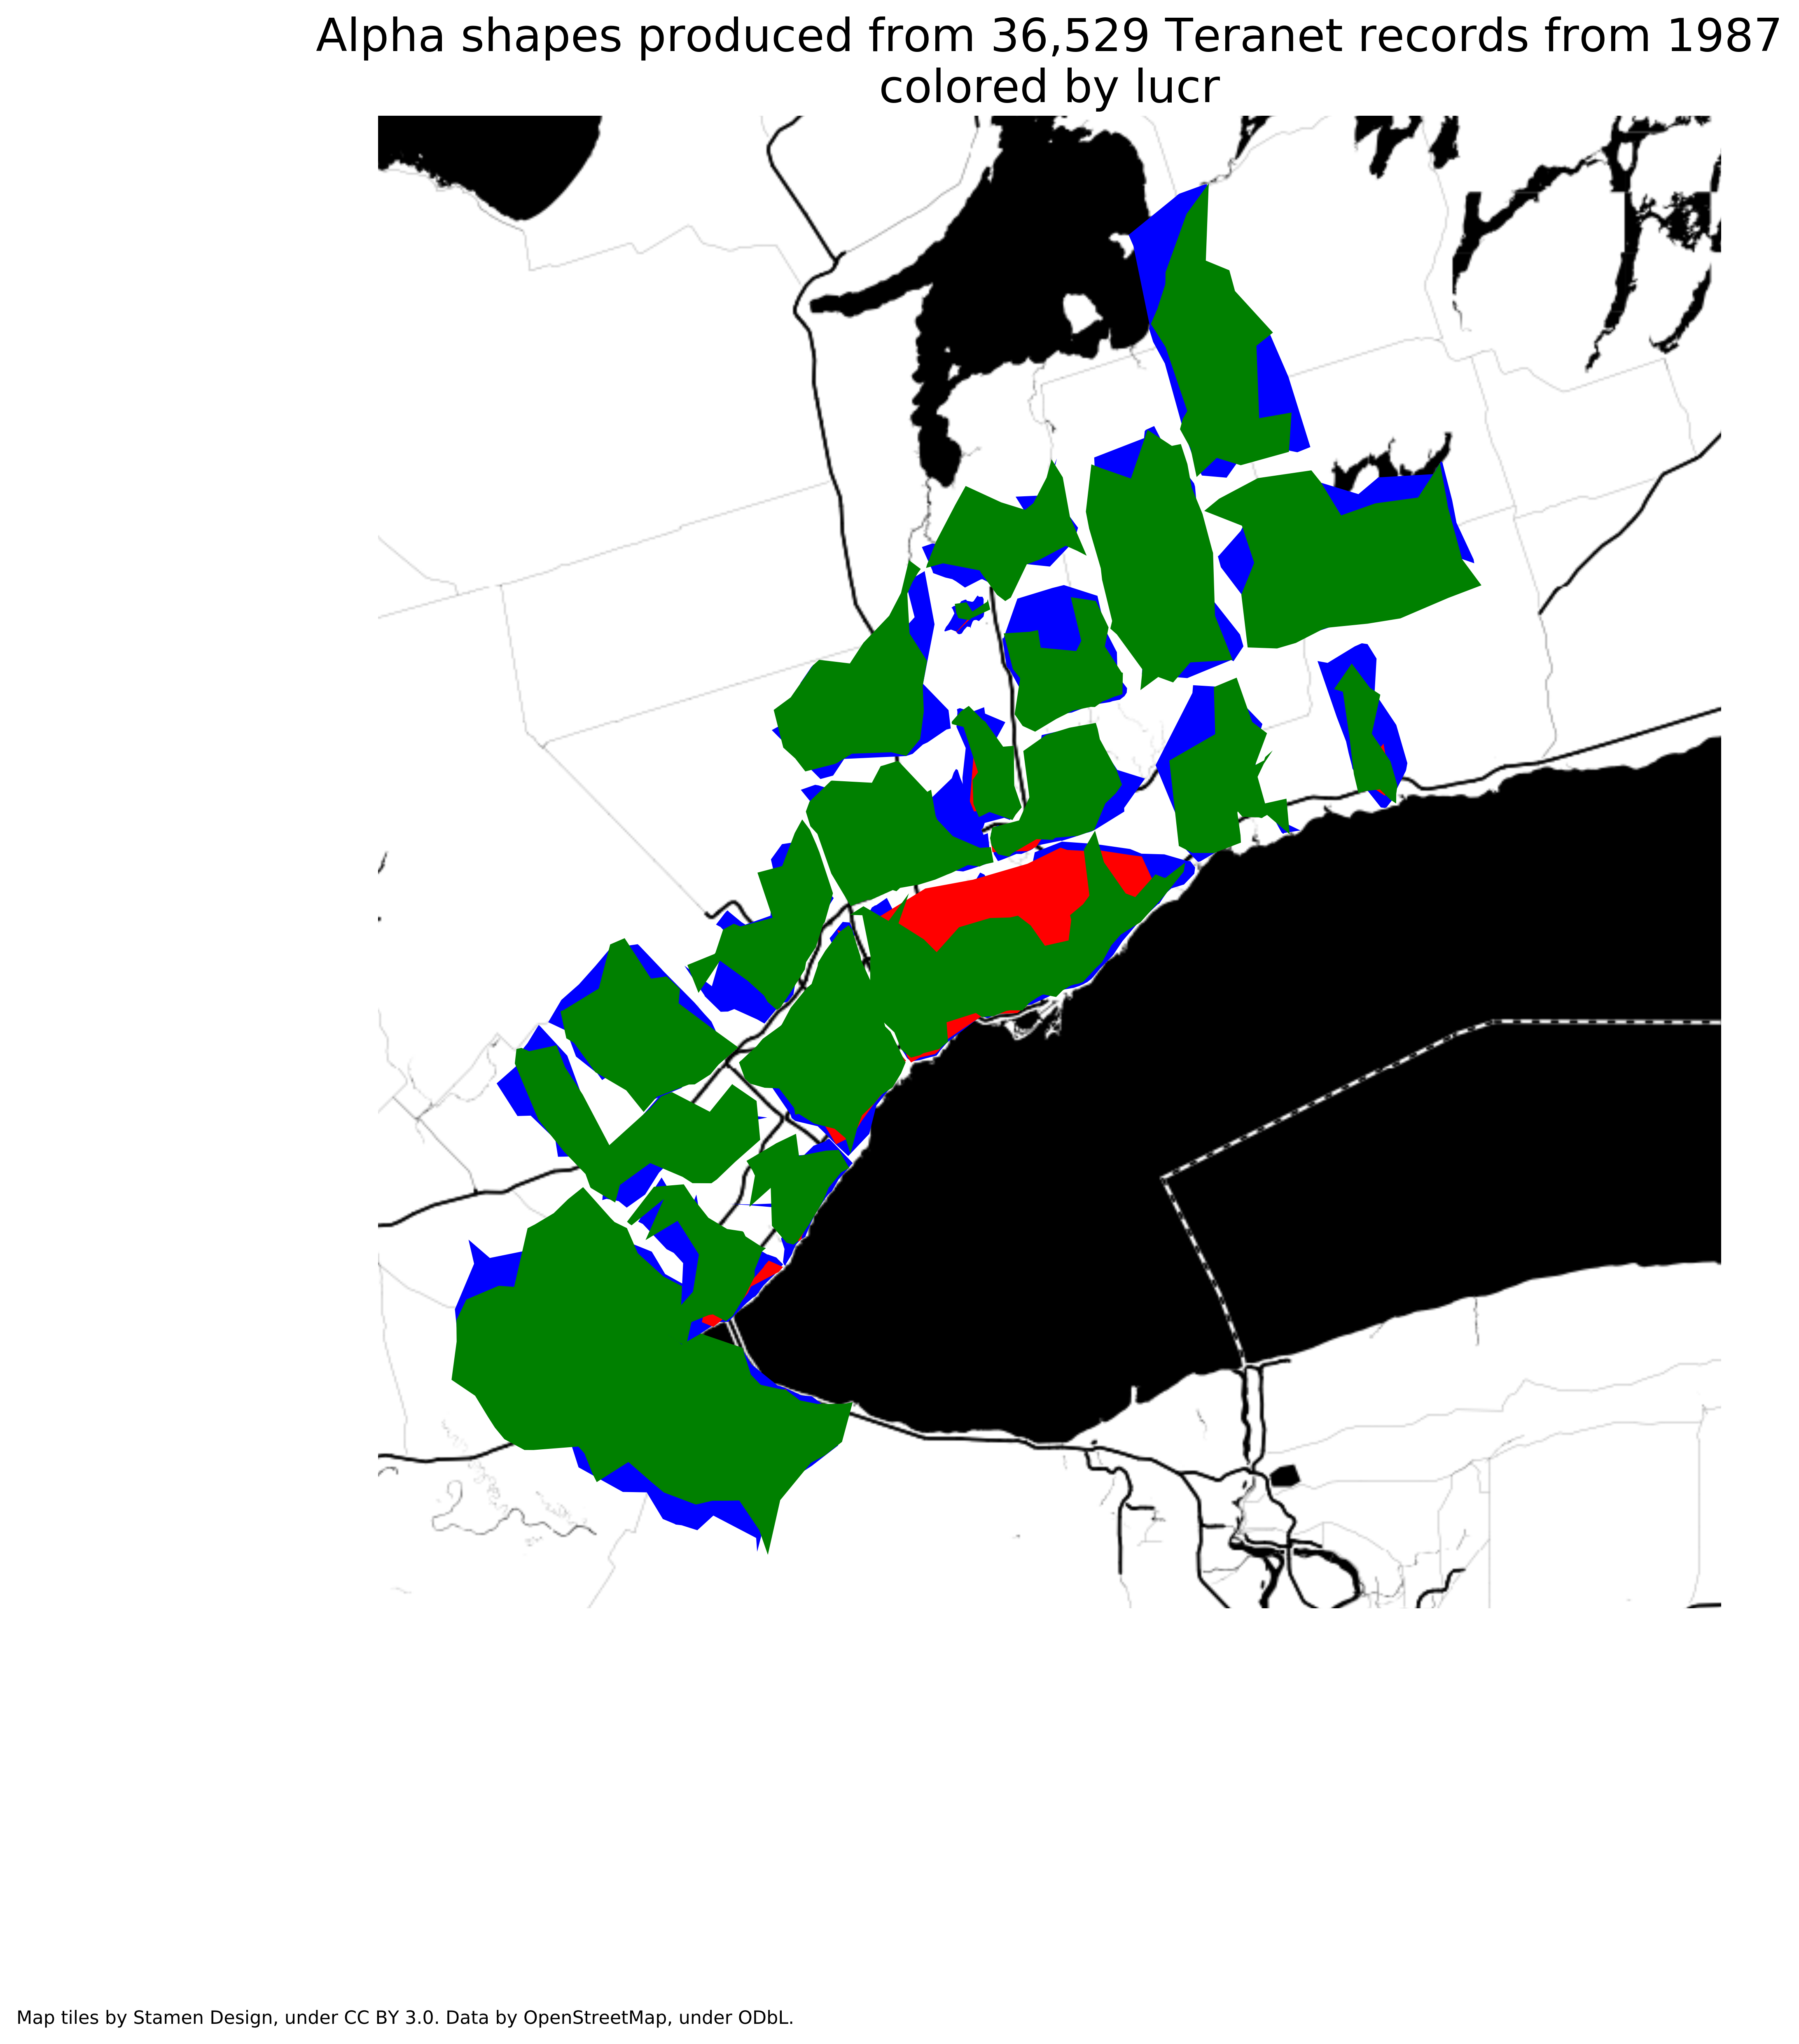 Alpha shapes produced from 36,529 Teranet records from 1987
colored by lucr
Map tiles by Stamen Design, under CC BY 3.0. Data by OpenStreetMap, under ODbL.